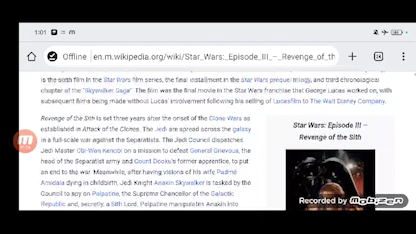 1:01
Offline en.m.wikipedia.org/wiki/Star_Wars:_Episode_III_–_Revenge_of_th
is the sixth film in the Star Wars film series, the final installment in the Star Wars prequel trilogy, and third chronological
chapter of the "Skywalker Saga". The film was the final movie in the Star Wars franchise that George Lucas worked on, with
subsequent films being made without Lucas' involvement following his selling of Lucasfilm to The Walt Disney Company.
Revenge of the Sith is set three years after the onset of the Clone Wars as
established in Attack of the Clones. The Jedi are spread across the galaxy
in a full-scale war against the Separatists. The Jedi Council dispatches
Jedi Master Obi-Wan Kenobi on a mission to defeat General Grievous, the
head of the Separatist army and Count Dooku's former apprentice, to put
an end to the war. Meanwhile, after having visions of his wife Padmé
Amidala dying in childbirth, Jedi Knight Anakin Skywalker is tasked by the
Council to spy on Palpatine, the Supreme Chancellor of the Galactic
Republic and, secretly, a Sith Lord. Palpatine manipulates Anakin into
Star Wars: Episode III –
Revenge of the Sith
Recorded by Mobizen